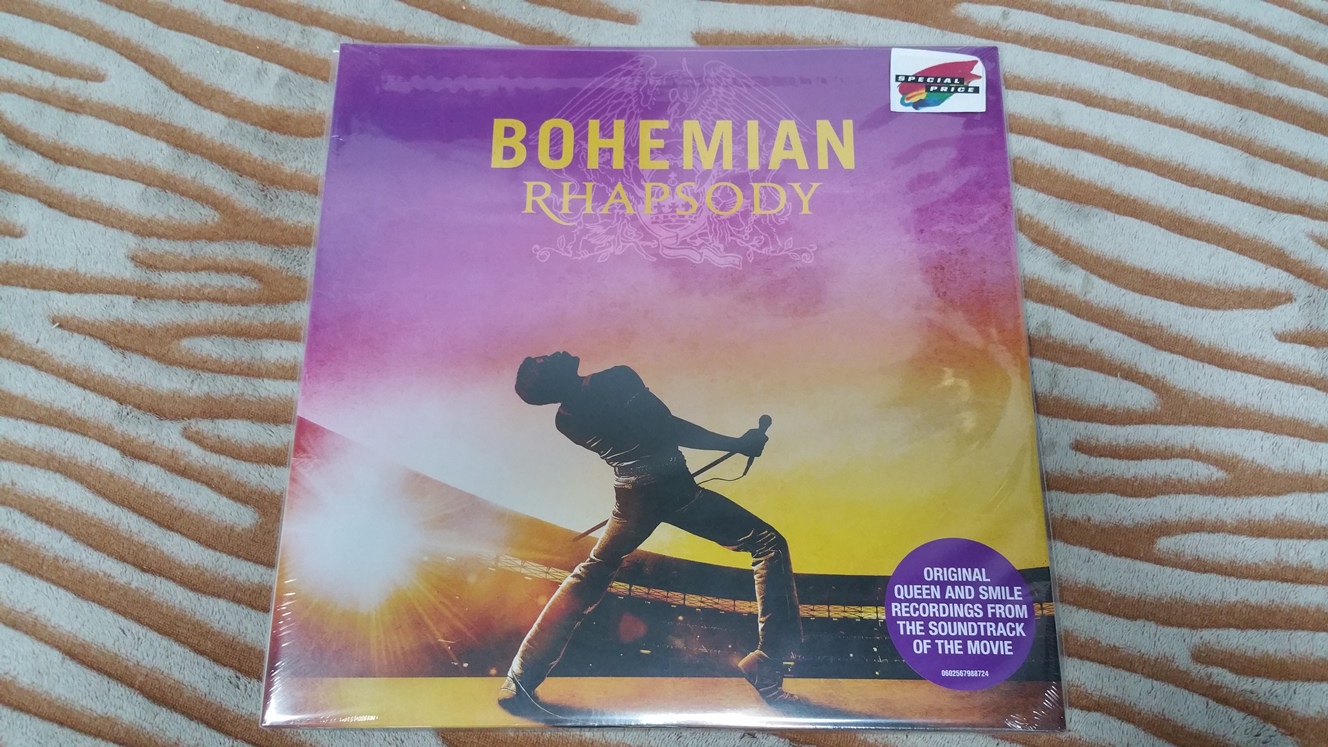 SPECIAL
PRICE
BOHEMIAN
RHAPSODY
ORIGINAL
QUEEN AND SMILE
RECORDINGS FROM
THE SOUNDTRACK
OF THE MOVIE
0602567988724